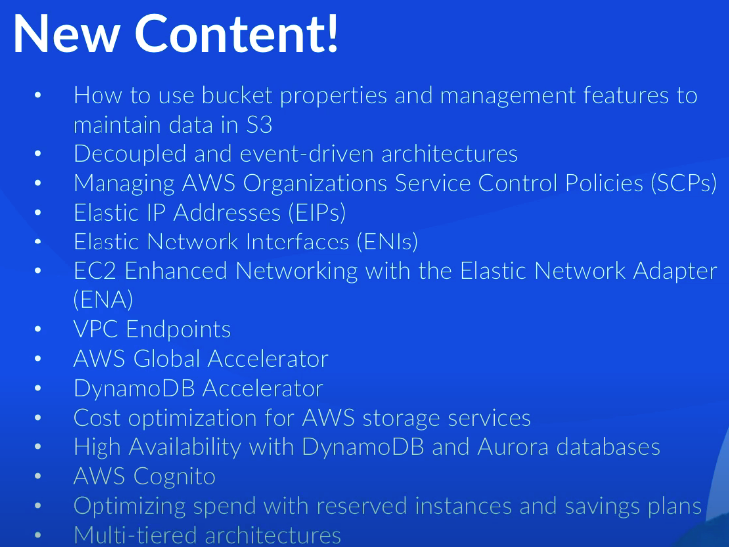 New Content!
• How to use bucket properties and management features to
maintain data in S3
• Decoupled and event-driven architectures
• Managing AWS Organizations Service Control Policies (SCPs)
• Elastic IP Addresses (EIPs)
• Elastic Network Interfaces (ENIs)
• EC2 Enhanced Networking with the Elastic Network Adapter
(ENA)
• VPC Endpoints
• AWS Global Accelerator
• DynamoDB Accelerator
• Cost optimization for AWS storage services
• High Availability with DynamoDB and Aurora databases
• AWS Cognito
• Optimizing spend with reserved instances and savings plans
• Multi-tiered architectures